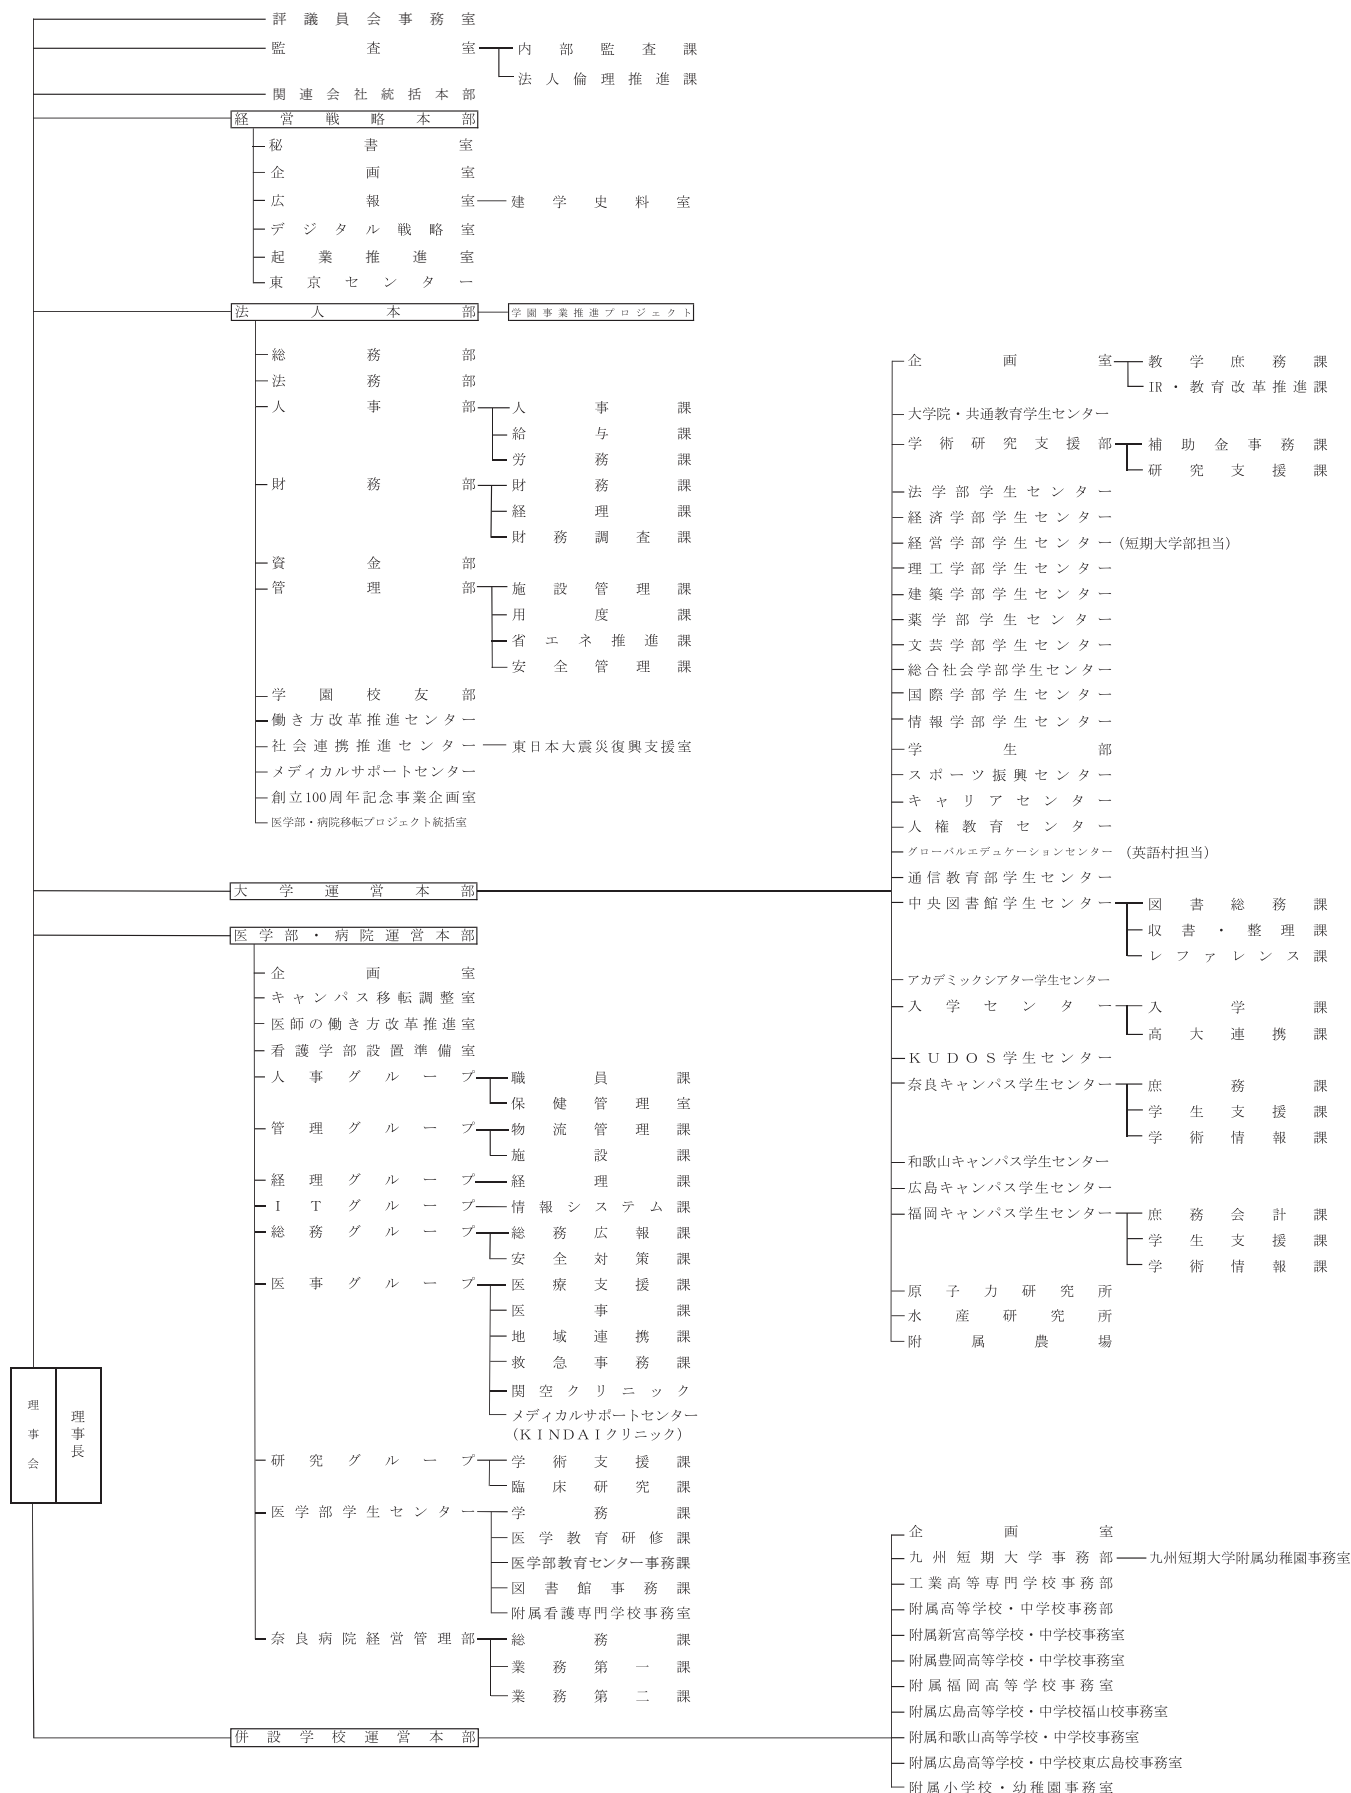 評議員会事務室
監査室
内部監査課
法人倫理推進課
関連会社統括本部
経営戦略本部
秘書室
企画室
広報室
建学史料室
デジタル戦略室
起業推進室
東京センター
法人本部
学園事業推進プロジェクト
総務部
法務部
人事部
人事課
給与課
労務課
財務部
財務課
経理課
財務調査課
資金部
管理部
施設管理課
用度課
省エネ推進課
安全管理課
学園校友部
働き方改革推進センター
社会連携推進センター
東日本大震災復興支援室
メディカルサポートセンター
創立100周年記念事業企画室
医学部・病院移転プロジェクト統括室
大学運営本部
企画室
教学庶務課
IR・教育改革推進課
大学院・共通教育学生センター
学術研究支援部
補助金事務課
研究支援課
法学部学生センター
経済学部学生センター
経営学部学生センター (短期大学部担当)
理工学部学生センター
建築学部学生センター
薬学部学生センター
文芸学部学生センター
総合社会学部学生センター
国際学部学生センター
情報学部学生センター
学生部
スポーツ振興センター
キャリアセンター
人権教育センター
グローバルエデュケーションセンター (英語村担当)
通信教育部学生センター
中央図書館学生センター
図書総務課
収書・整理課
レファレンス課
アカデミックシアター学生センター
入学センター
入学課
高大連携課
KUDOS学生センター
奈良キャンパス学生センター
庶務課
学生支援課
学術情報課
和歌山キャンパス学生センター
広島キャンパス学生センター
福岡キャンパス学生センター
庶務会計課
学生支援課
学術情報課
原子力研究所
水産研究所
附属農場
医学部・病院運営本部
企画室
キャンパス移転調整室
医師の働き方改革推進室
看護学部設置準備室
人事グループ
職員課
保健管理室
管理グループ
物流管理課
施設課
経理グループ
経理課
ITグループ
情報システム課
総務グループ
総務広報課
安全対策課
医事グループ
医療支援課
医事課
地域連携課
救急事務課
関空クリニック
メディカルサポートセンター
(KINDAIクリニック)
研究グループ
学術支援課
臨床研究課
医学部学生センター
学務課
医学教育研修課
医学部教育センター事務課
図書館事務課
附属看護専門学校事務室
奈良病院経営管理部
総務課
業務第一課
業務第二課
理事会
理事長
併設学校運営本部
企画室
九州短期大学事務部
九州短期大学附属幼稚園事務室
工業高等専門学校事務部
附属高等学校・中学校事務部
附属新宮高等学校・中学校事務室
附属豊岡高等学校・中学校事務室
附属福岡高等学校事務室
附属広島高等学校・中学校福山校事務室
附属和歌山高等学校・中学校事務室
附属広島高等学校・中学校東広島校事務室
附属小学校・幼稚園事務室